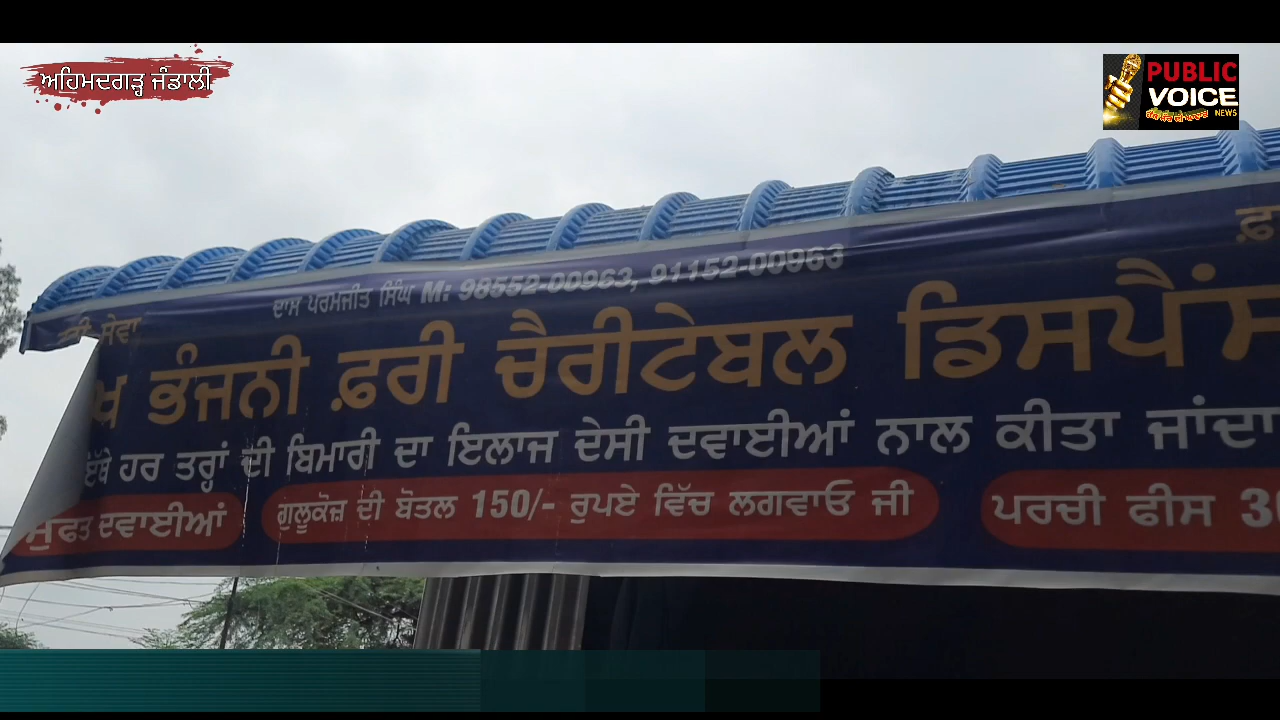 ਅਹਿਮਦਗੜ੍ਹ ਜੰਡਾਲੀ
PUBLIC
VOICE
NEWS
ਸੇਵਾ
ਦਾਸ ਪਰਮਜੀਤ ਸਿੰਘ M: 98552-00963, 91152-00963
ਖ ਭੰਜਨੀ ਫ਼ਰੀ ਚੈਰੀਟੇਬਲ ਡਿਸਪੈਂਸ
ਇੱਥੇ ਹਰ ਤਰ੍ਹਾਂ ਦੀ ਬਿਮਾਰੀ ਦਾ ਇਲਾਜ ਦੇਸੀ ਦਵਾਈਆਂ ਨਾਲ ਕੀਤਾ ਜਾਂਦਾ
ਮੁਫਤ ਦਵਾਈਆਂ ਗੁਲੂਕੋਜ਼ ਦੀ ਬੋਤਲ 150/- ਰੁਪਏ ਵਿੱਚ ਲਗਵਾਓ ਜੀ ਪਰਚੀ ਫੀਸ